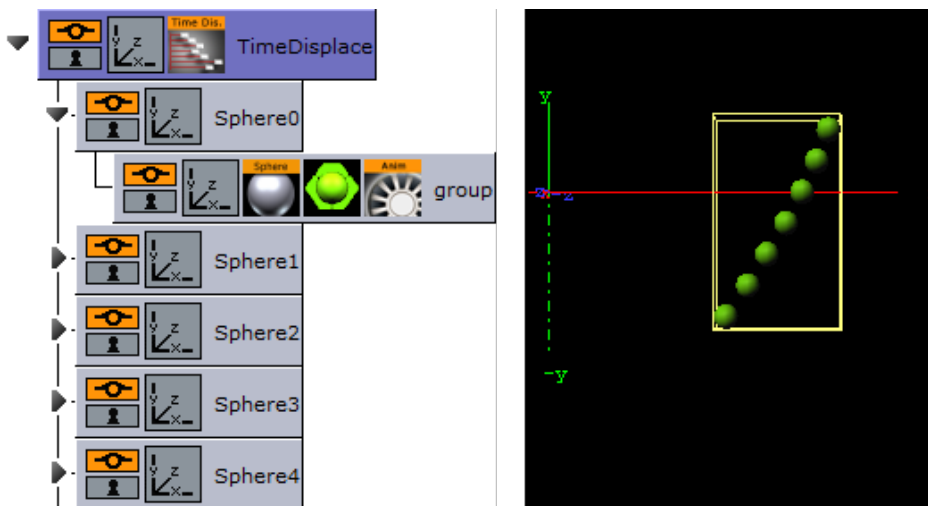 Time Dis.
y z
x
TimeDisplace
y z
x
Sphere0
y z
x
Sphere
Anim
group
y z
x
Sphere1
y z
x
Sphere2
y z
x
Sphere3
y z
x
Sphere4
y
-z
-y